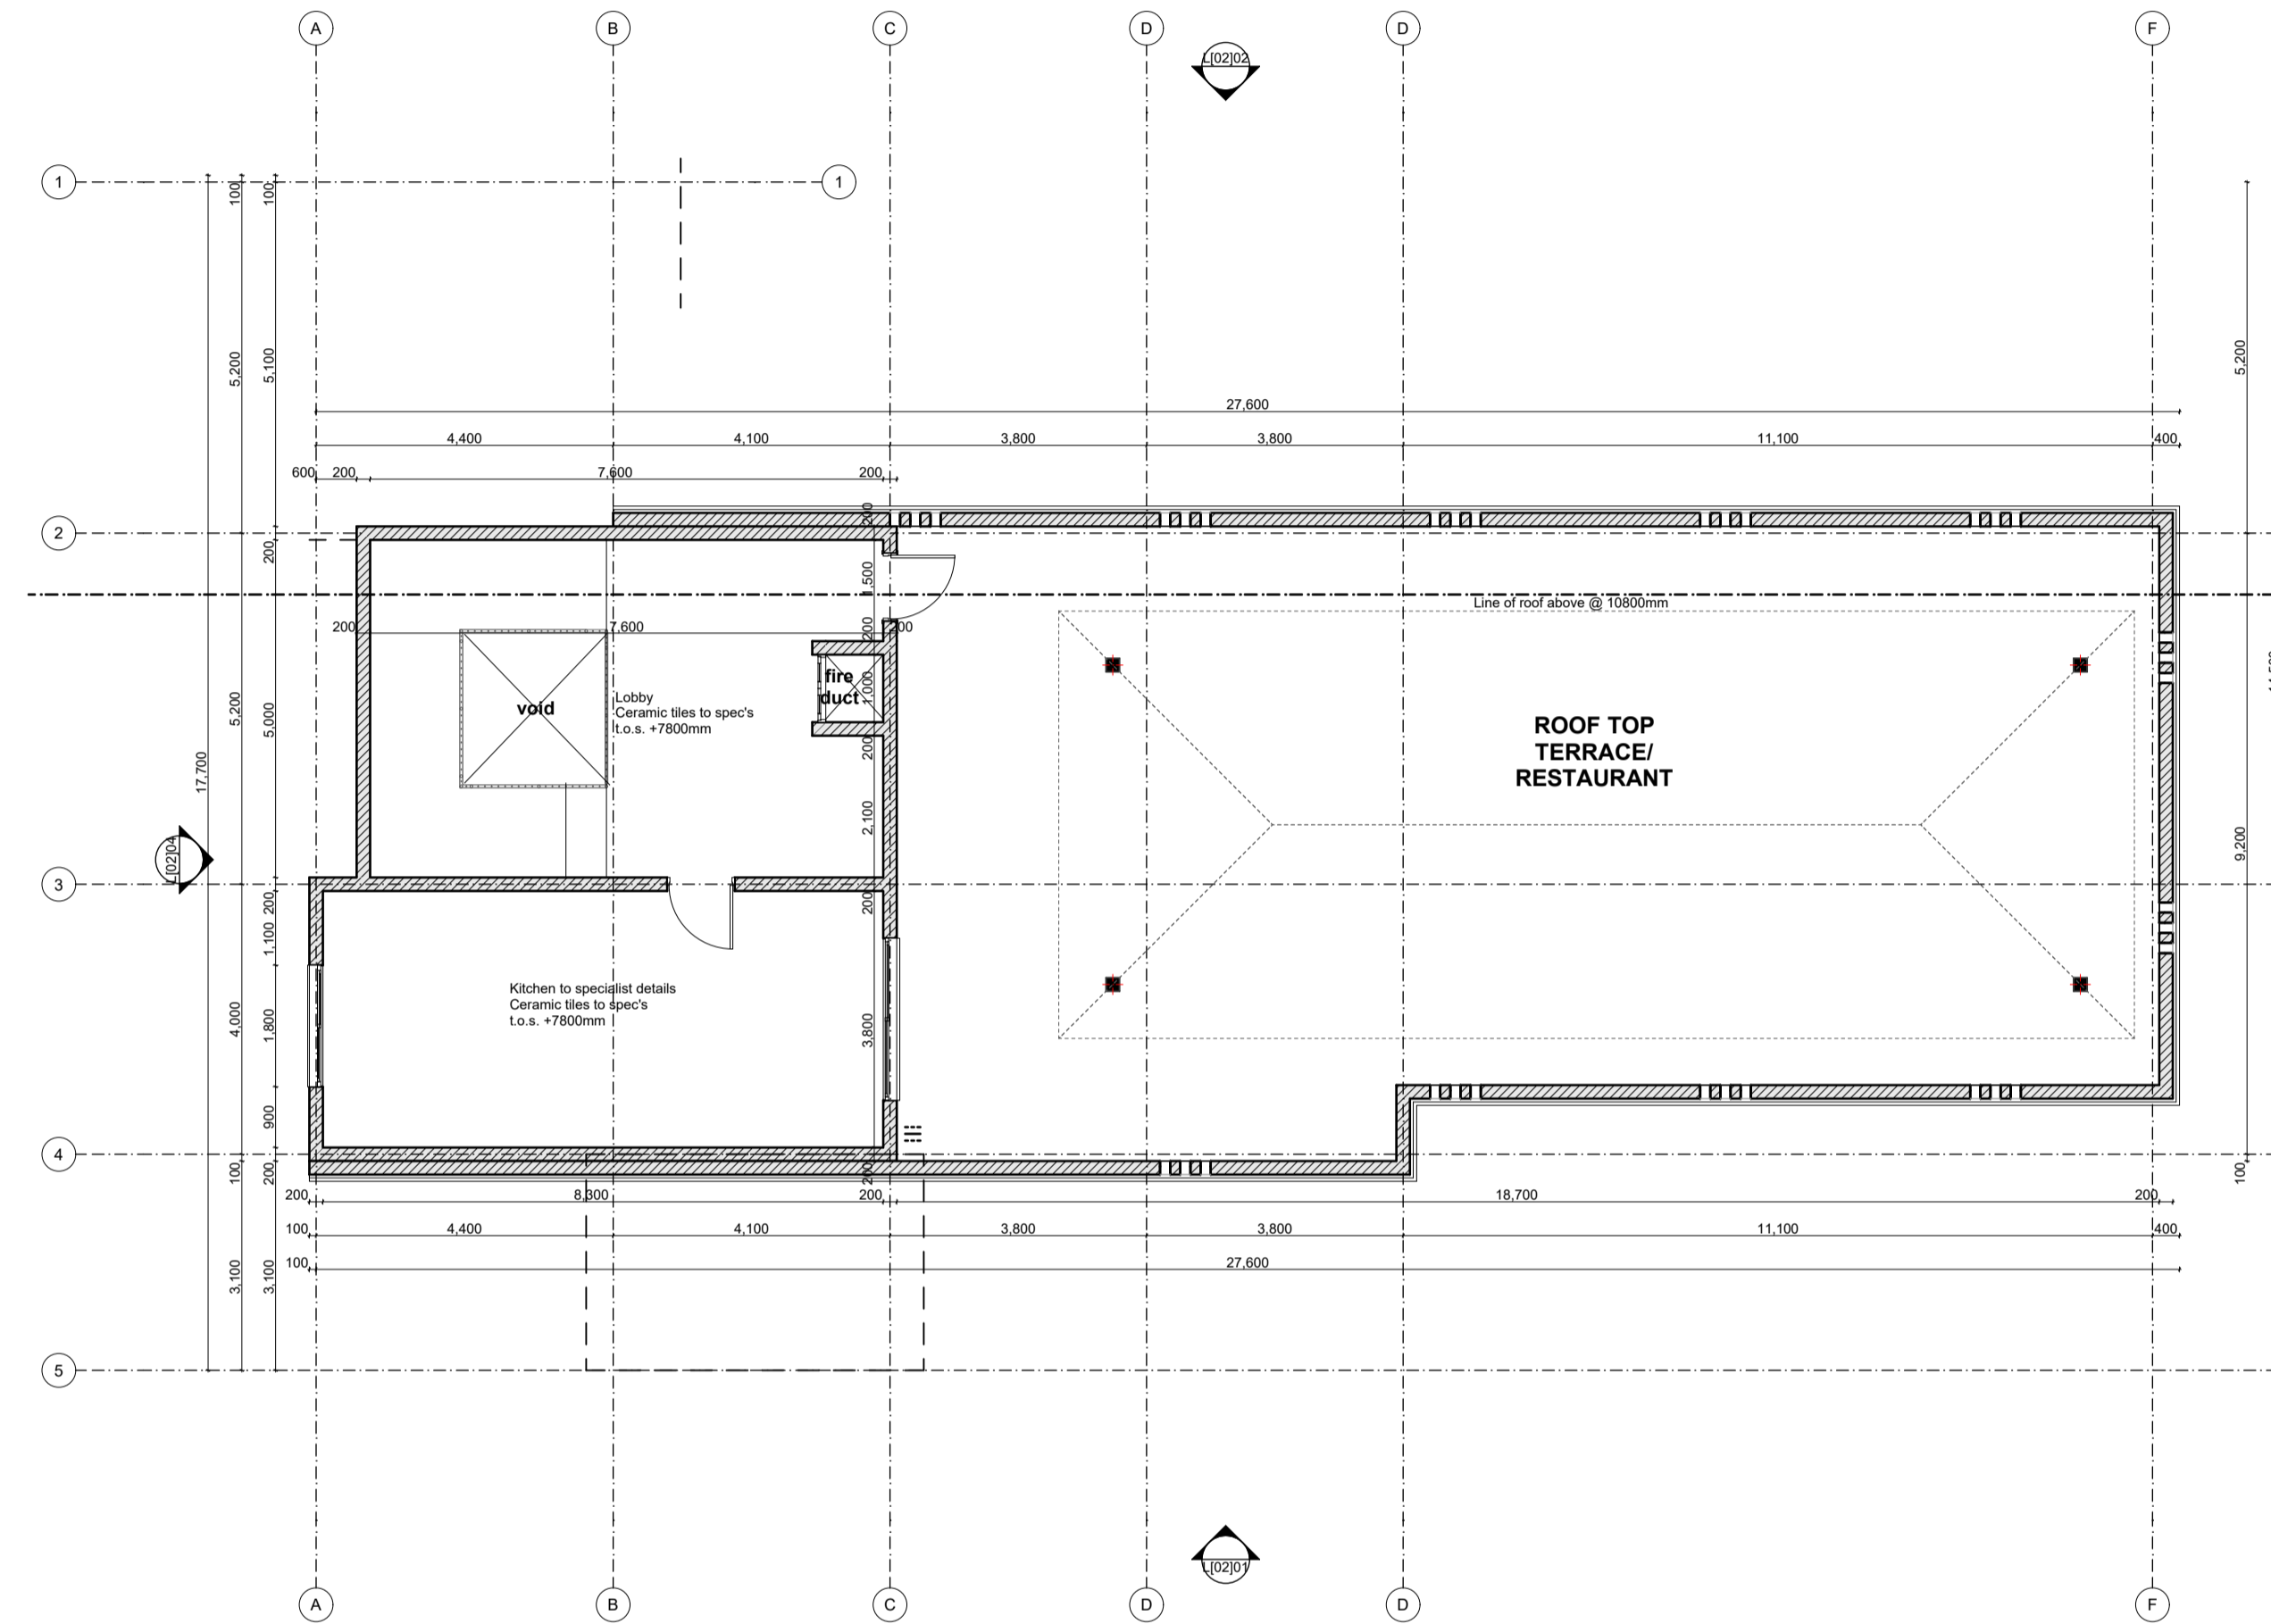 A B C D D F
L[02]02
1 1
100 100
5,200 5,100 5,200
27,600
4,400 4,100 3,800 3,800 11,100 400
600 200 7,600 200
200
2
200 1,500
Line of roof above @ 10800mm
200 7,600 200
fire
duct
1,000
Lobby
Ceramic tiles to spec's
t.o.s. +7800mm
void
5,200 5,000
200
ROOF TOP
TERRACE/
RESTAURANT
17,700
2,100
9,200
L[02]04
3
200 200
1,100
Kitchen to specialist details
Ceramic tiles to spec's
t.o.s. +7800mm
4,000 1,800 3,800
900
4
100 200 200 100
200 8,300 200 18,700 200
100 4,400 4,100 3,800 3,800 11,100 400
100 27,600
3,100 3,100
5
L[02]01
A B C D D F